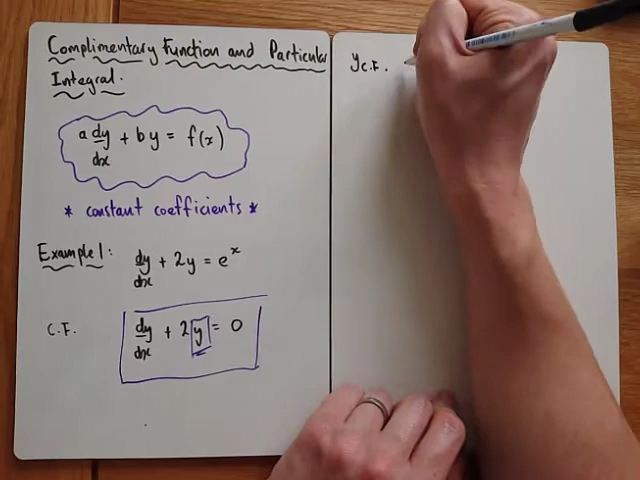 Complimentary Function and Particular
Integral.
a dy/dx + by = f(x)
* constant coefficients *
Example 1: dy/dx + 2y = e^x
C.F. dy/dx + 2y = 0
y C.F.